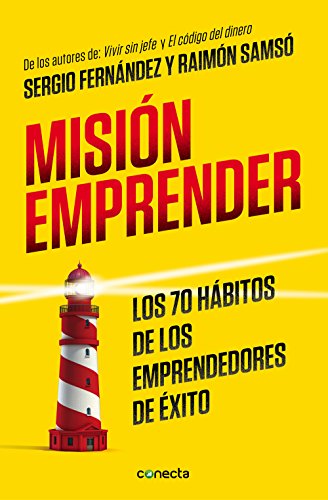 De los autores de: Vivir sin jefe y El código del dinero
SERGIO FERNÁNDEZ Y RAIMÓN SAMSÓ
MISIÓN
EMPRENDER
LOS 70 HÁBITOS
DE LOS
EMPRENDEDORES
DE ÉXITO
conecta